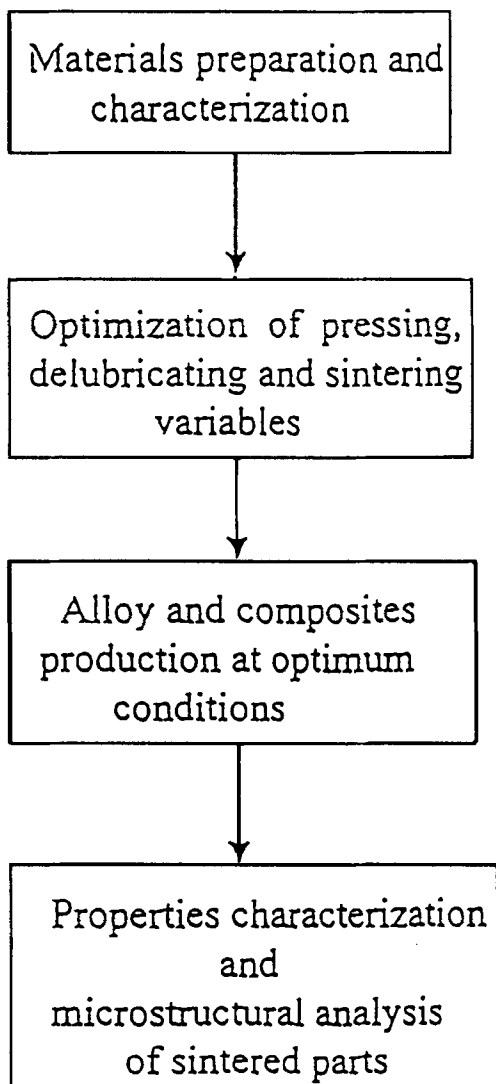 Materials preparation and
characterization
Optimization of pressing,
delubricating and sintering
variables
Alloy and composites
production at optimum
conditions
Properties characterization
and
microstructural analysis
of sintered parts